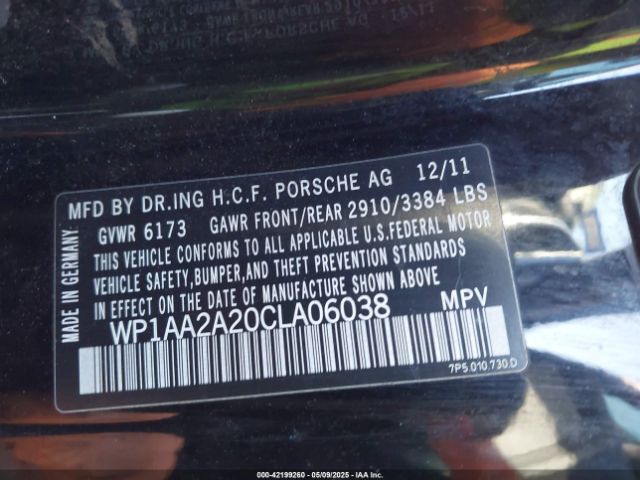 MFD BY DR.ING H.C.F. PORSCHE AG 12/11
GVWR 6173 GAWR FRONT/REAR 2910/3384 LBS
THIS VEHICLE CONFORMS TO ALL APPLICABLE U.S.FEDERAL MOTOR
VEHICLE SAFETY,BUMPER,AND THEFT PREVENTION STANDARDS
IN EFFECT ON THE DATE OF MANUFACTURE SHOWN ABOVE
WP1AA2A20CLA06038 MPV
7P5.010.730.D
MADE IN GERMANY
000-42199260 - 05/09/2025 - IAAHOLDINGS, LLC